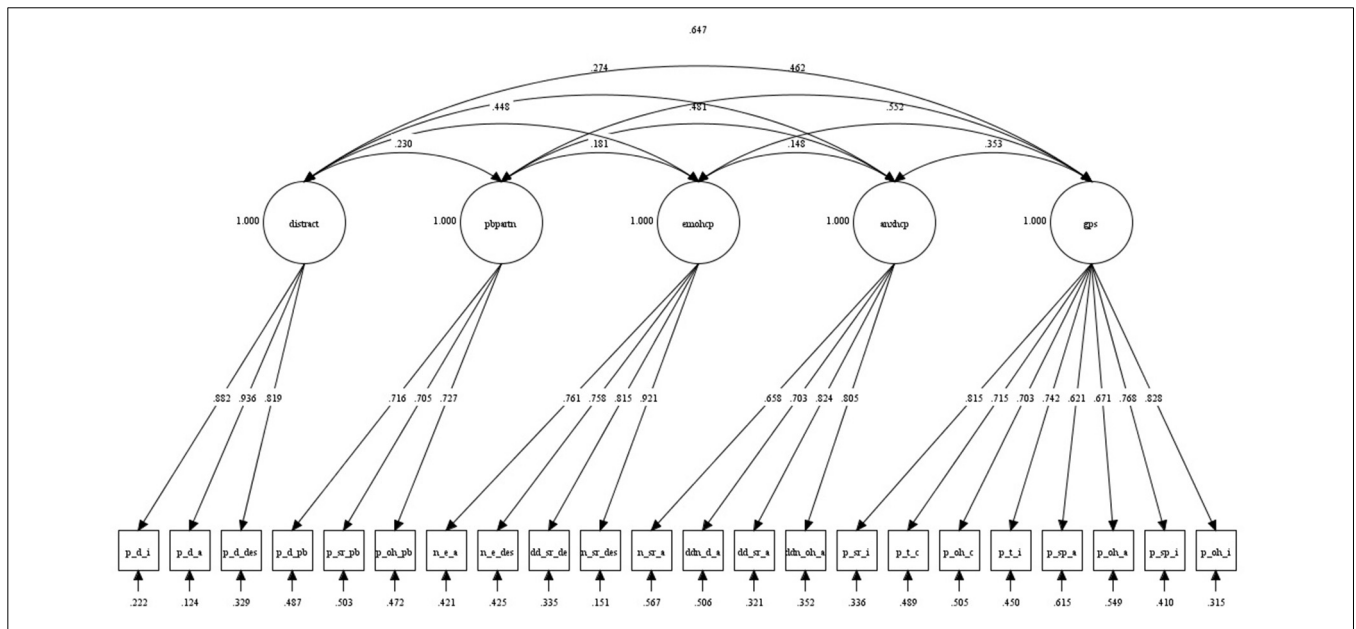 .647
.274 .462
.448 .481 .552
.230 .181 .148 .353
1.000 distract 1.000 pbpartn 1.000 emohcp 1.000 anxhcp 1.000 gps
.882 .936 .819 .716 .705 .727 .761 .758 .815 .921 .658 .703 .824 .805 .815 .715 .703 .742 .621 .671 .768 .828
p_d_i p_d_a p_d_des p_d_pb p_sr_pb p_oh_pb n_e_a n_e_des dd_sr_de n_sr_des n_sr_a ddn_d_a dd_sr_a ddn_oh_a p_sr_i p_t_c p_oh_c p_t_i p_sp_a p_oh_a p_sp_i p_oh_i
.222 .124 .329 .487 .503 .472 .421 .425 .335 .151 .567 .506 .321 .352 .336 .489 .505 .450 .615 .549 .410 .315